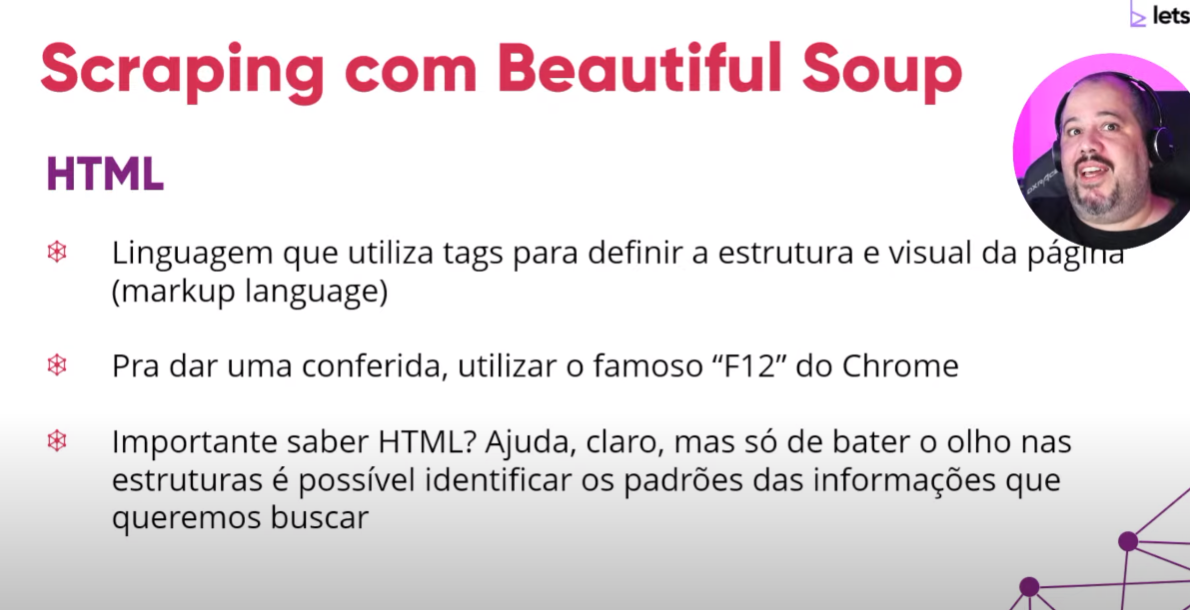 lets
Scraping com Beautiful Soup
HTML
Linguagem que utiliza tags para definir a estrutura e visual da página
(markup language)
Pra dar uma conferida, utilizar o famoso “F12” do Chrome
Importante saber HTML? Ajuda, claro, mas só de bater o olho nas
estruturas é possível identificar os padrões das informações que
queremos buscar